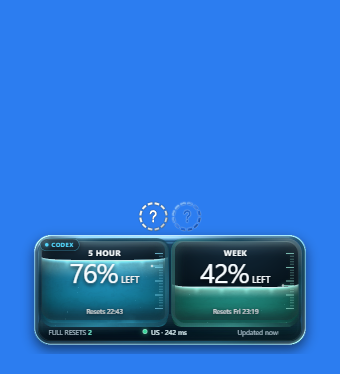 ? ?
CODEX
5 HOUR WEEK
76% LEFT 42% LEFT
Resets 22:43 Resets Fri 23:19
FULL RESETS 2 US · 242 ms Updated now